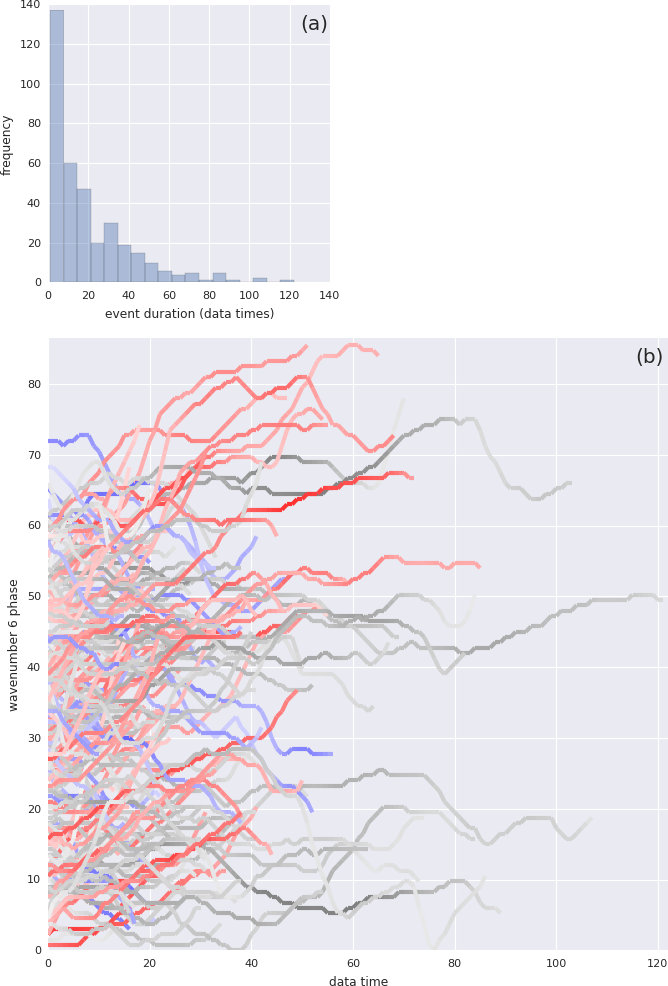 140
120
100
80
60
40
20
0
frequency
(a)
0 20 40 60 80 100 120 140
event duration (data times)
(b)
80
70
60
50
40
30
20
10
0
wavenumber 6 phase
0 20 40 60 80 100 120
data time